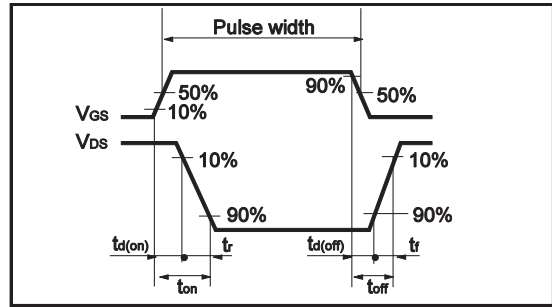 Pulse width
90%
50%
50%
10%
VGS
VDS
10%
10%
90%
90%
td(on)
tr
td(off)
tf
ton
toff